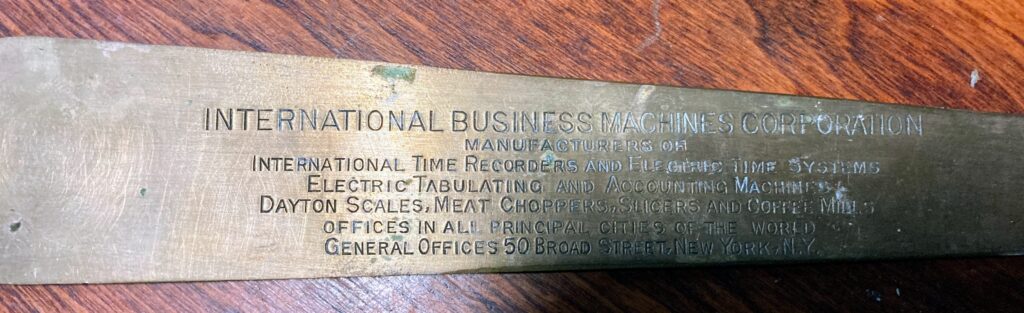 INTERNATIONAL BUSINESS MACHINES CORPORATION
MANUFACTURERS OF
INTERNATIONAL TIME RECORDERS AND ELECTRIC TIME SYSTEMS
ELECTRIC TABULATING AND ACCOUNTING MACHINES
DAYTON SCALES, MEAT CHOPPERS, SLICERS AND COFFEE MILLS
OFFICES IN ALL PRINCIPAL CITIES OF THE WORLD
GENERAL OFFICES 50 BROAD STREET, NEW YORK, N.Y.